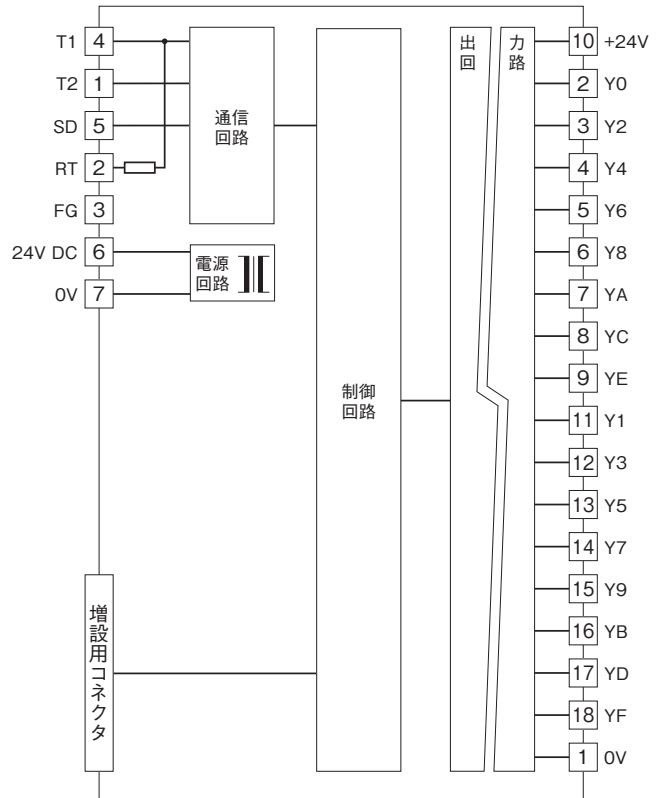 T1 4
T2 1
SD 5
RT 2
FG 3
24V DC 6
0V 7
通信
回路
電源
回路
増設用コネクタ
制御
回路
出力
回路
10 +24V
2 Y0
3 Y2
4 Y4
5 Y6
6 Y8
7 YA
8 YC
9 YE
11 Y1
12 Y3
13 Y5
14 Y7
15 Y9
16 YB
17 YD
18 YF
1 0V